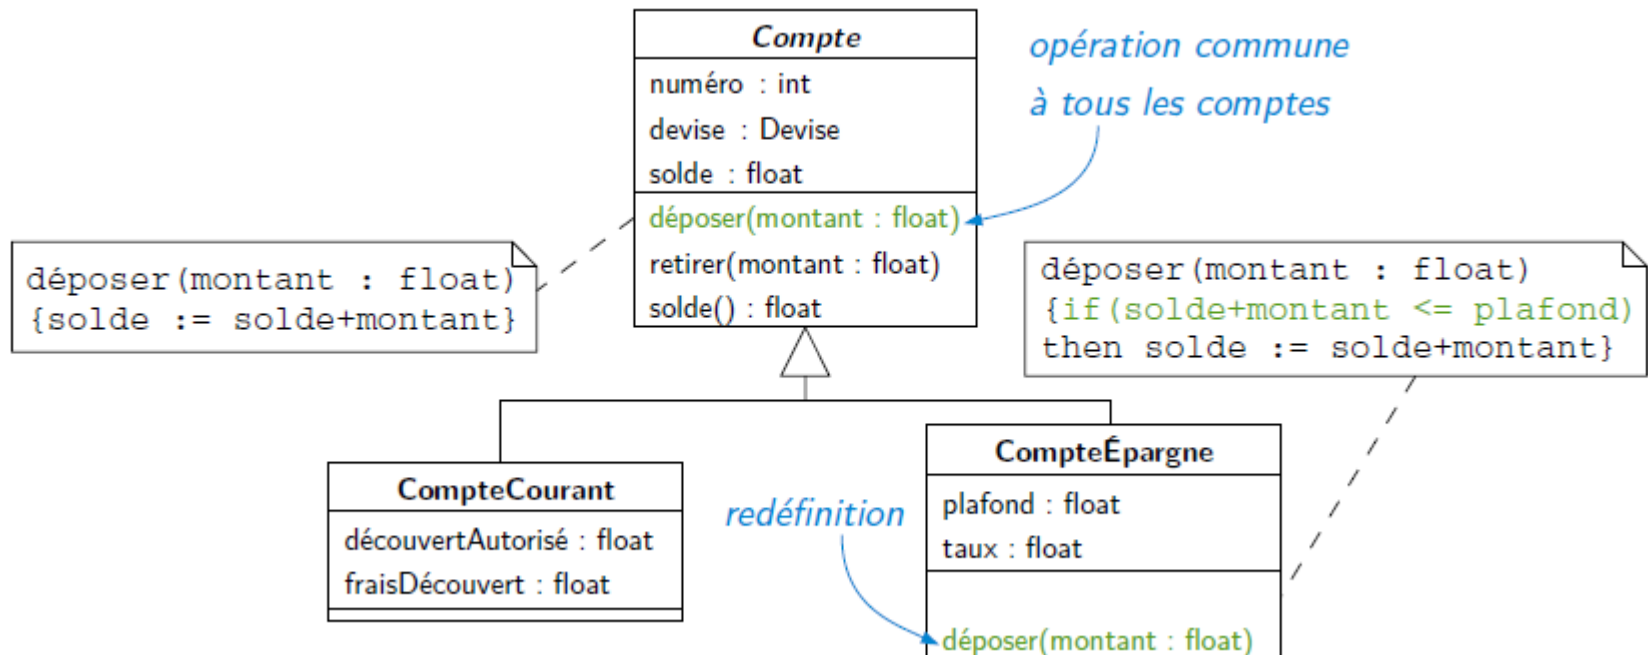 Compte
numéro : int
devise : Devise
solde : float
déposer(montant : float)
retirer(montant : float)
solde() : float
opération commune
à tous les comptes
déposer(montant : float)
{solde := solde+montant}
déposer(montant : float)
{if(solde+montant <= plafond)
then solde := solde+montant}
CompteCourant
découvertAutorisé : float
fraisDécouvert : float
redéfinition
CompteÉpargne
plafond : float
taux : float
déposer(montant : float)